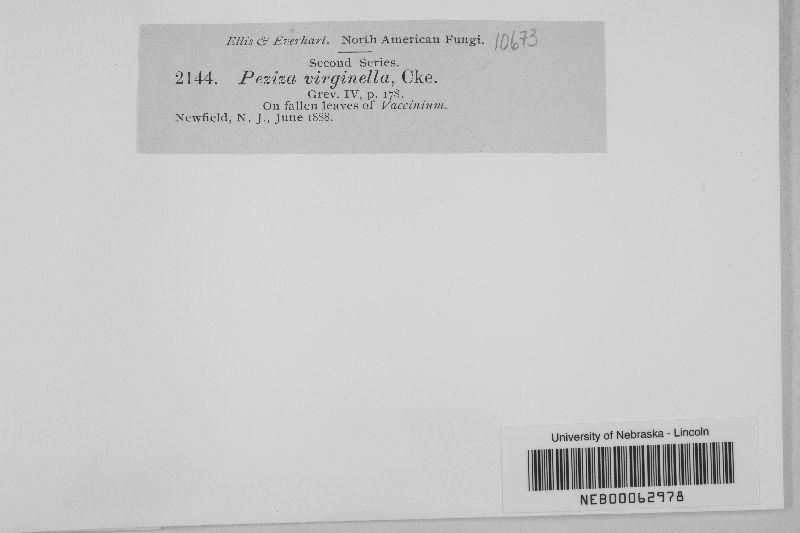 Ellis & Everhart. North American Fungi. 10673
Second Series.
2144. Peziza virginella, Cke.
Grev. IV, p. 178.
On fallen leaves of Vaccinium.
Newfield, N. J., June 1888.
University of Nebraska - Lincoln
NEB00062978